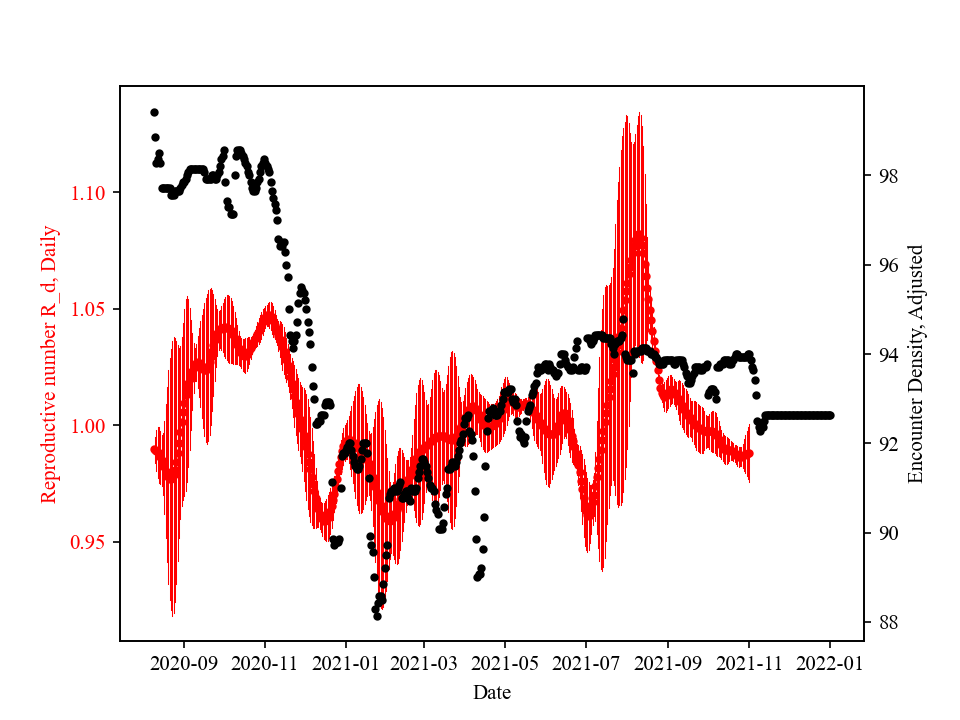 1.10
1.05
1.00
0.95
Reproductive number R_d, Daily
98
96
94
92
90
88
Encounter Density, Adjusted
2020-09 2020-11 2021-01 2021-03 2021-05 2021-07 2021-09 2021-11 2022-01
Date